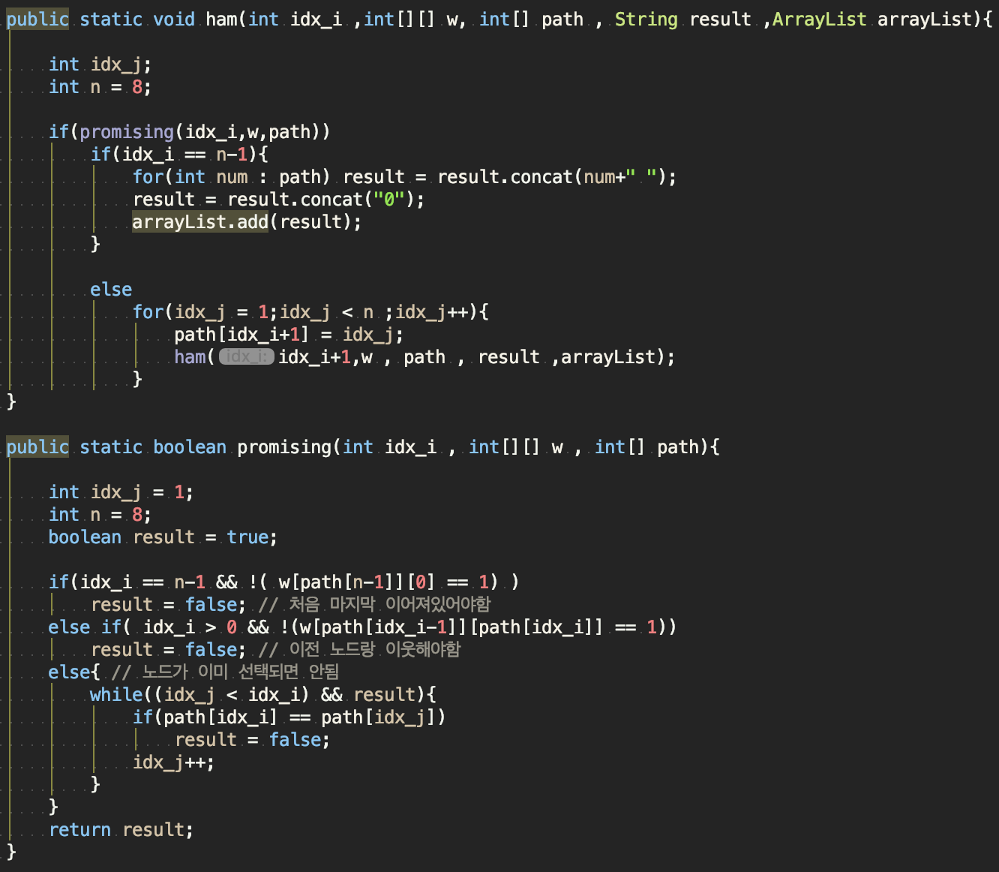 public static void ham(int idx_i ,int[][] w, int[] path , String result ,ArrayList arrayList){
int idx_j;
int n = 8;
if(promising(idx_i,w,path))
if(idx_i == n-1){
for(int num : path) result = result.concat(num+" ");
result = result.concat("0");
arrayList.add(result);
}
else
for(idx_j = 1;idx_j < n ;idx_j++){
path[idx_i+1] = idx_j;
ham( idx_i: idx_i+1,w , path , result ,arrayList);
}
}
public static boolean promising(int idx_i , int[][] w , int[] path){
int idx_j = 1;
int n = 8;
boolean result = true;
if(idx_i == n-1 && !( w[path[n-1]][0] == 1) )
result = false; // 처음 마지막 이어져있어야함
else if( idx_i > 0 && !(w[path[idx_i-1]][path[idx_i]] == 1))
result = false; // 이전 노드랑 이웃해야함
else{ // 노드가 이미 선택되면 안됨
while((idx_j < idx_i) && result){
if(path[idx_i] == path[idx_j])
result = false;
idx_j++;
}
}
return result;
}